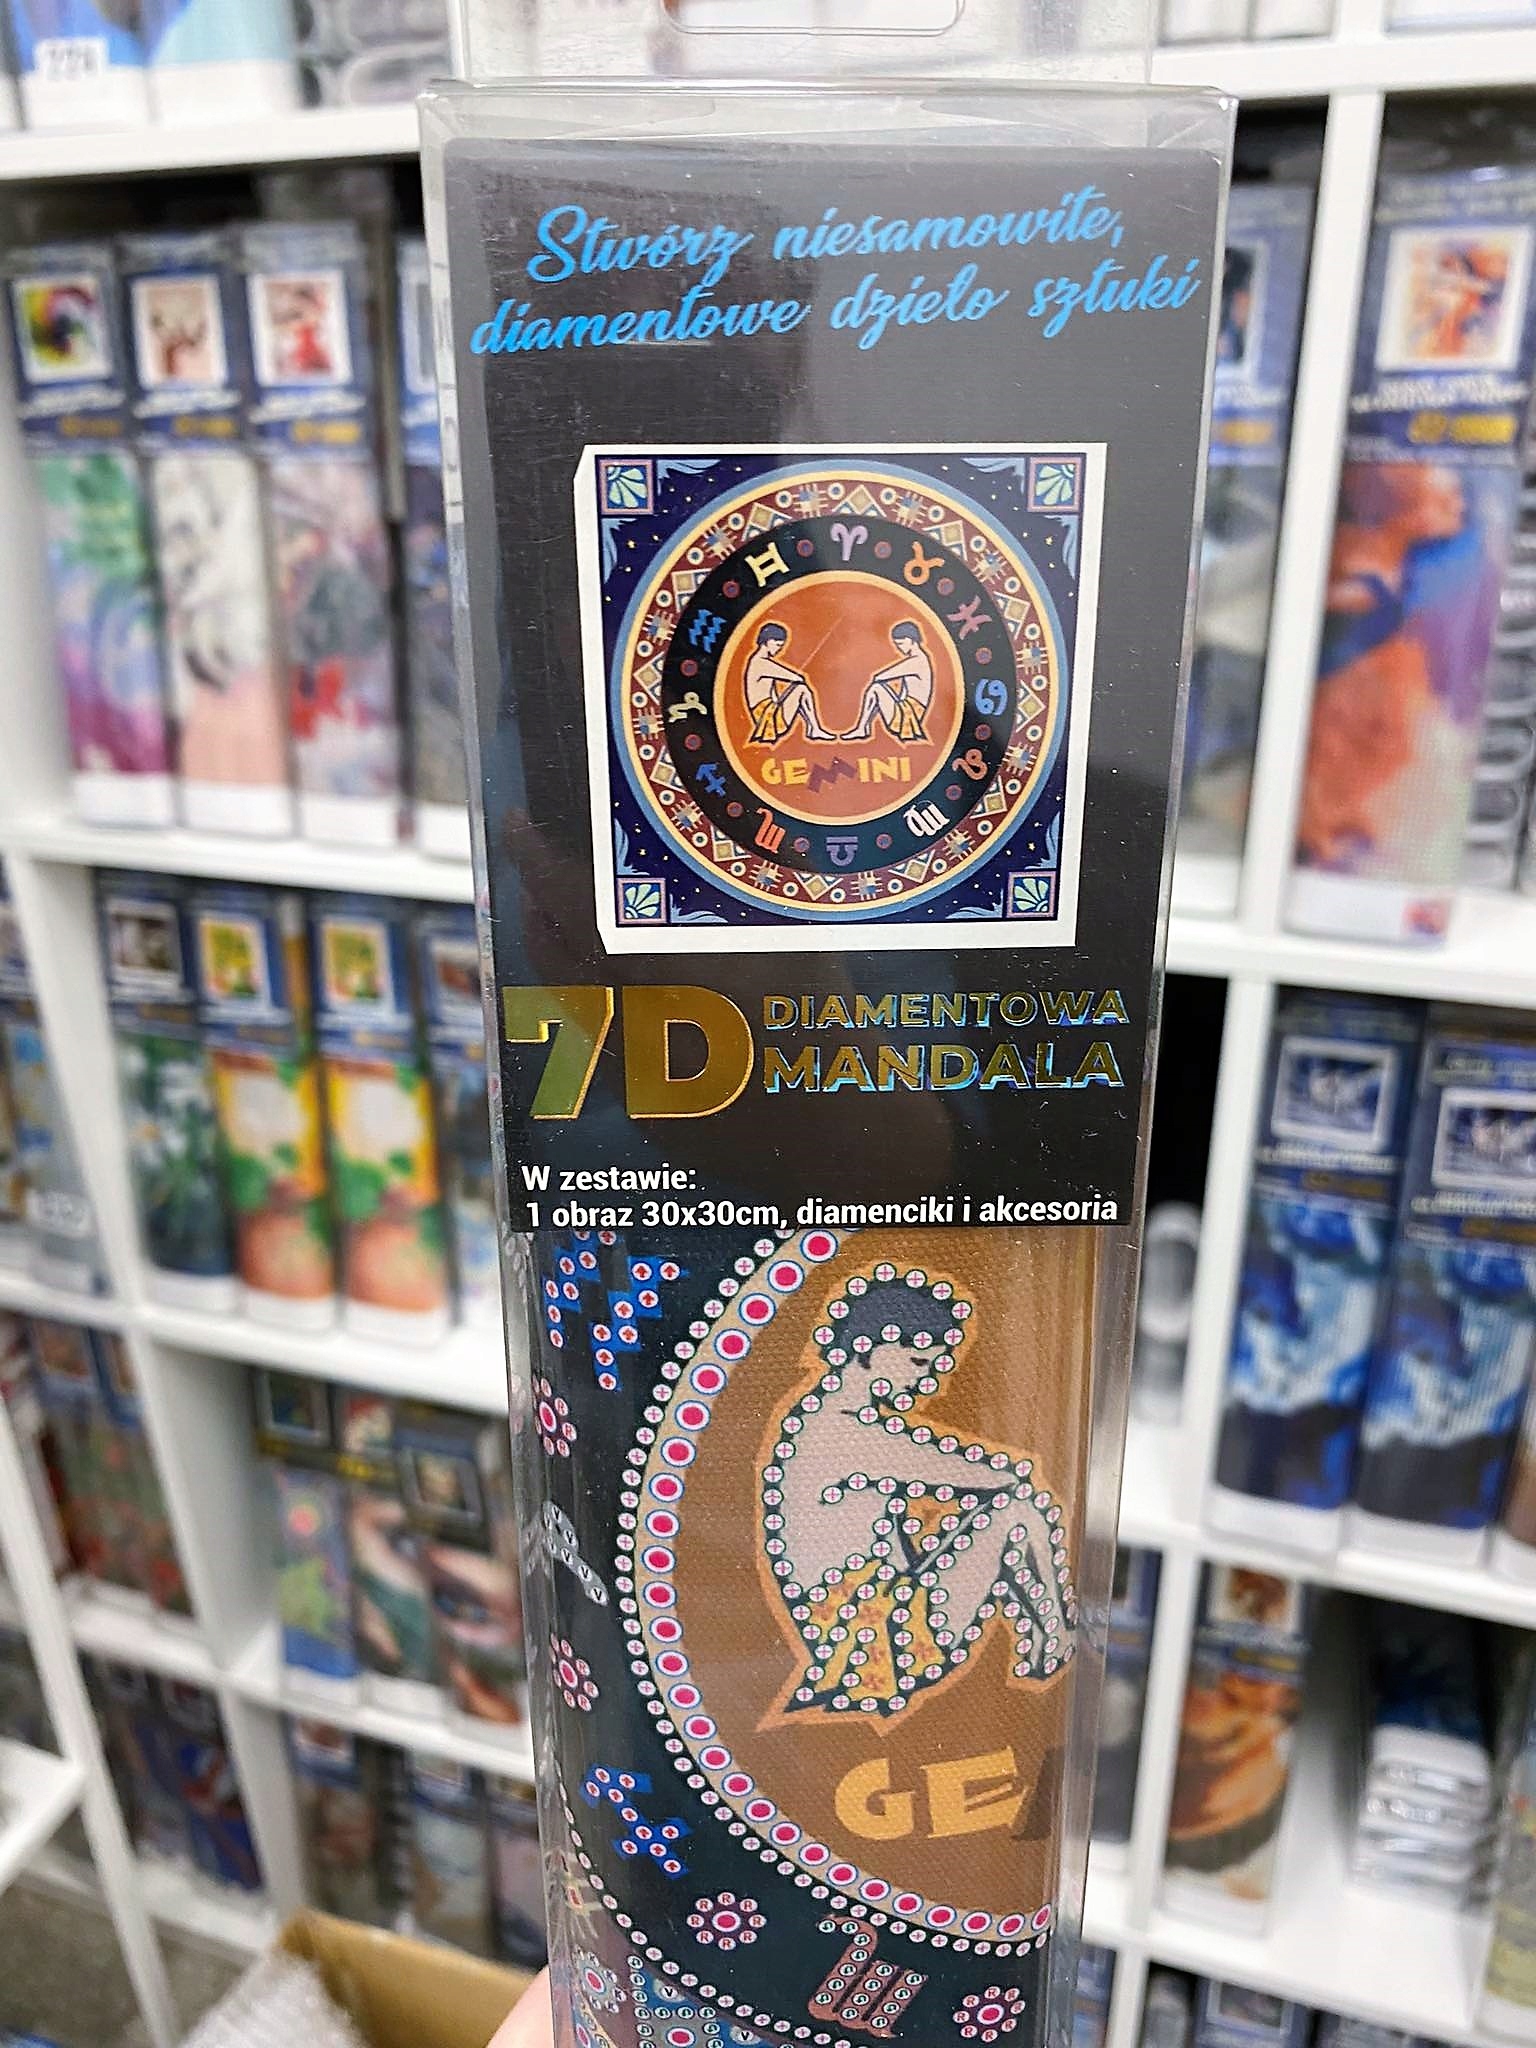 Stwórz niesamowite,
diamentowe dzieło sztuki
GEMINI
7D DIAMENTOWA
MANDALA
W zestawie:
1 obraz 30x30cm, diamenciki i akcesoria
GE